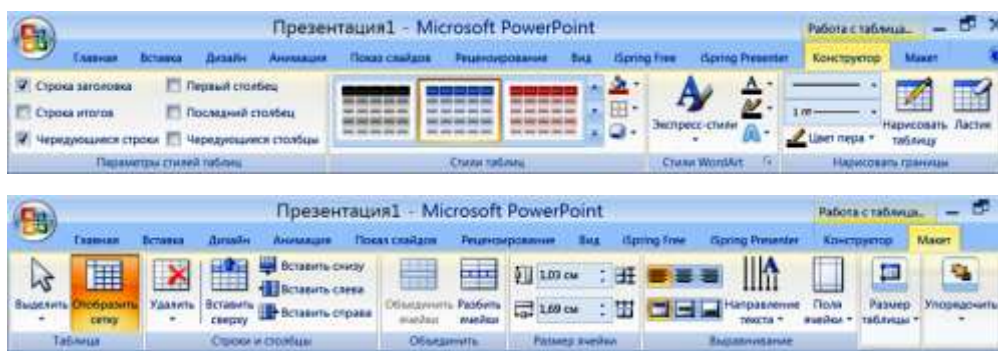 Презентация1 - Microsoft PowerPoint
Работа с таблица...
Главная Вставка Дизайн Анимация Показ слайдов Рецензирование Вид iSpring Free iSpring Presenter Конструктор Макет
Строка заголовка Первый столбец
Строка итогов Последний столбец
Чередующиеся строки Чередующиеся столбцы
Параметры стилей таблиц
Стили таблиц
Экспресс-стили
Стили WordArt
1 пт
Цвет пера
Нарисовать таблицу
Ластик
Нарисовать границы
Презентация1 - Microsoft PowerPoint
Работа с таблица...
Главная Вставка Дизайн Анимация Показ слайдов Рецензирование Вид iSpring Free iSpring Presenter Конструктор Макет
Выделить
Отобразить сетку
Таблица
Удалить
Вставить сверху
Вставить снизу
Вставить слева
Вставить справа
Строки и столбцы
Объединить ячейки
Разбить ячейки
Объединить
1,03 см
1,69 см
Размер ячейки
Направление текста
Поля ячейки
Выравнивание
Размер таблицы
Упорядочить